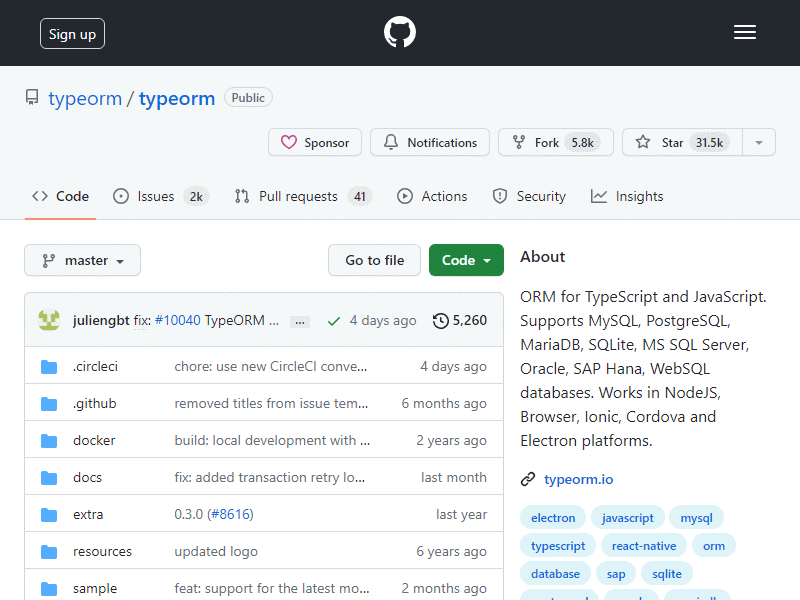 Sign up
typeorm / typeorm Public
Sponsor Notifications Fork 5.8k Star 31.5k
Code Issues 2k Pull requests 41 Actions Security Insights
master Go to file Code
juliengbt fix: #10040 TypeORM ... ... 4 days ago 5,260
.circleci chore: use new CircleCI conve... 4 days ago
.github removed titles from issue tem... 6 months ago
docker build: local development with ... 2 years ago
docs fix: added transaction retry lo... last month
extra 0.3.0 (#8616) last year
resources updated logo 6 years ago
sample feat: support for the latest mo... 2 months ago
About
ORM for TypeScript and JavaScript.
Supports MySQL, PostgreSQL,
MariaDB, SQLite, MS SQL Server,
Oracle, SAP Hana, WebSQL
databases. Works in NodeJS,
Browser, Ionic, Cordova and
Electron platforms.
typeorm.io
electron javascript mysql
typescript react-native orm
database sap sqlite